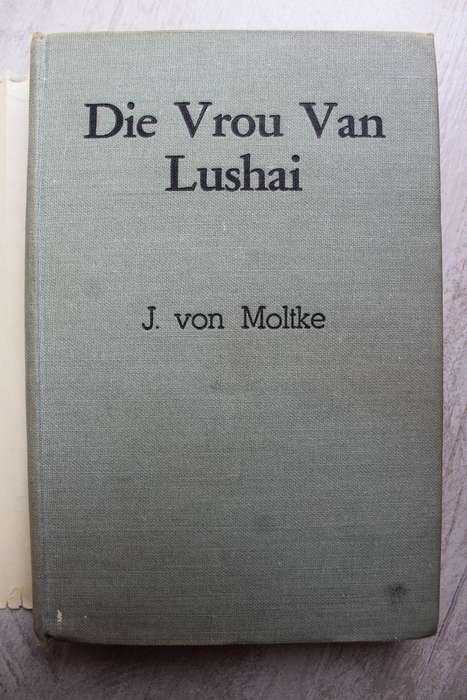 Die Vrou Van
Lushai
J. von Moltke